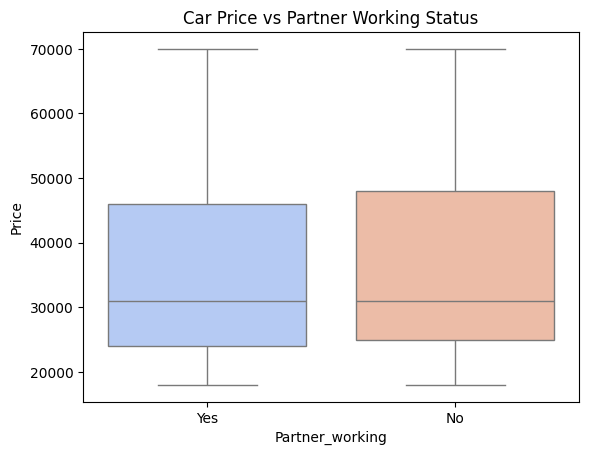 Car Price vs Partner Working Status
70000
60000
50000
40000
30000
20000
Price
Yes No
Partner_working